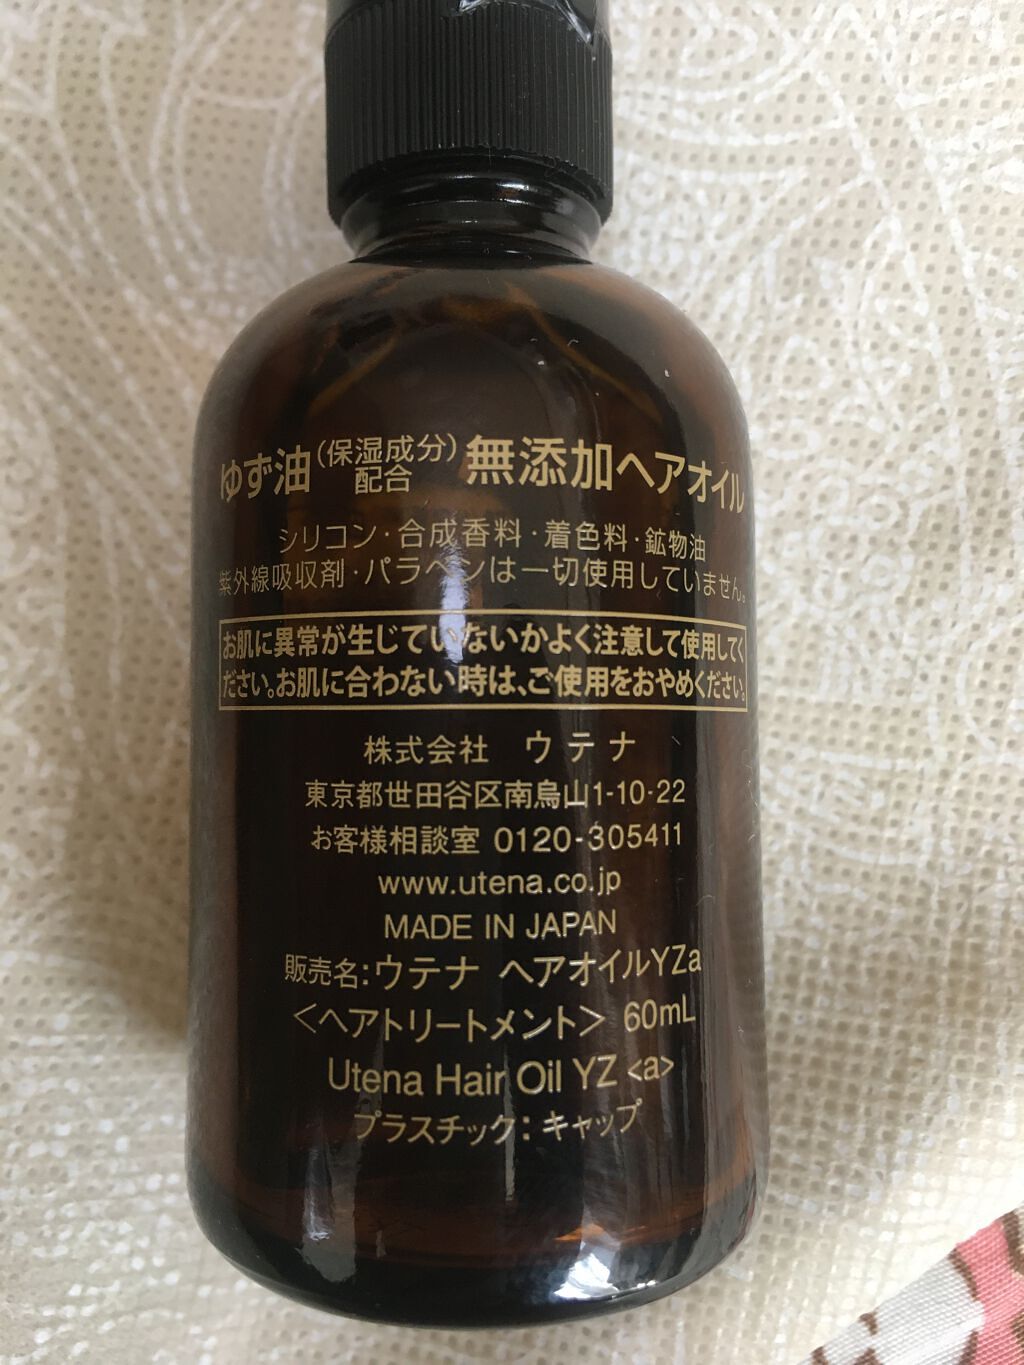 ゆず油(保湿成分)配合 無添加ヘアオイル
シリコン・合成香料・着色料・鉱物油
紫外線吸収剤・パラベンは一切使用していません。
お肌に異常が生じていないかよく注意して使用してく
ださい。お肌に合わない時は、ご使用をおやめください。
株式会社 ウテナ
東京都世田谷区南烏山1-10-22
お客様相談室 0120-305411
www.utena.co.jp
MADE IN JAPAN
販売名:ウテナ ヘアオイルYZa
<ヘアトリートメント> 60mL
Utena Hair Oil YZ <a>
プラスチック:キャップ